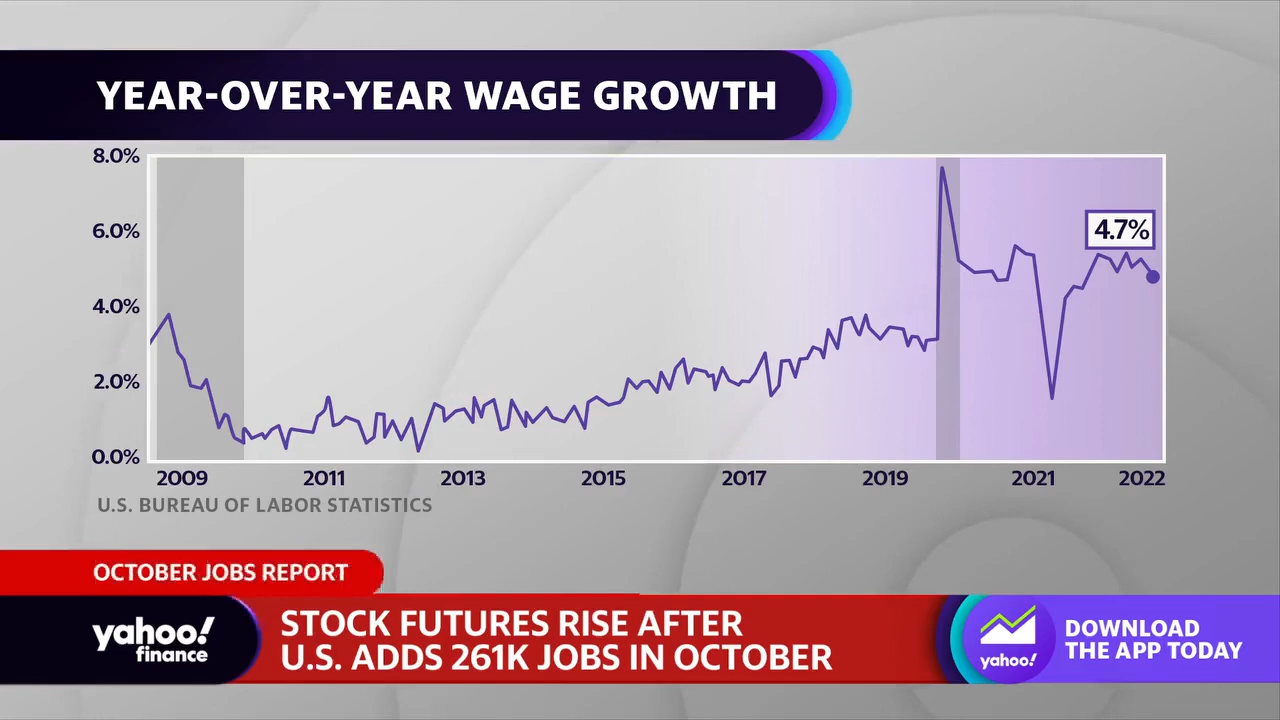 YEAR-OVER-YEAR WAGE GROWTH
8.0%
6.0%
4.7%
4.0%
2.0%
0.0%
2009 2011 2013 2015 2017 2019 2021 2022
U.S. BUREAU OF LABOR STATISTICS
OCTOBER JOBS REPORT
yahoo!
finance
STOCK FUTURES RISE AFTER
U.S. ADDS 261K JOBS IN OCTOBER
yahoo!
DOWNLOAD
THE APP TODAY